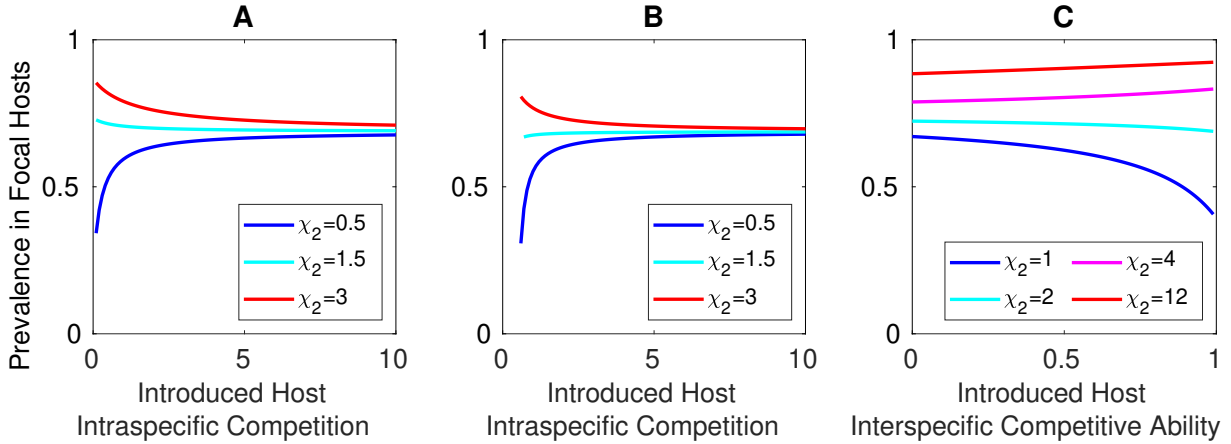 A
B
C
Prevalence in Focal Hosts
1
0.5
0
0
5
10
χ2=0.5
χ2=1.5
χ2=3
Introduced Host
Intraspecific Competition
1
0.5
0
0
5
10
χ2=0.5
χ2=1.5
χ2=3
Introduced Host
Intraspecific Competition
1
0.5
0
0
0.5
1
χ2=1 χ2=4
χ2=2 χ2=12
Introduced Host
Interspecific Competitive Ability